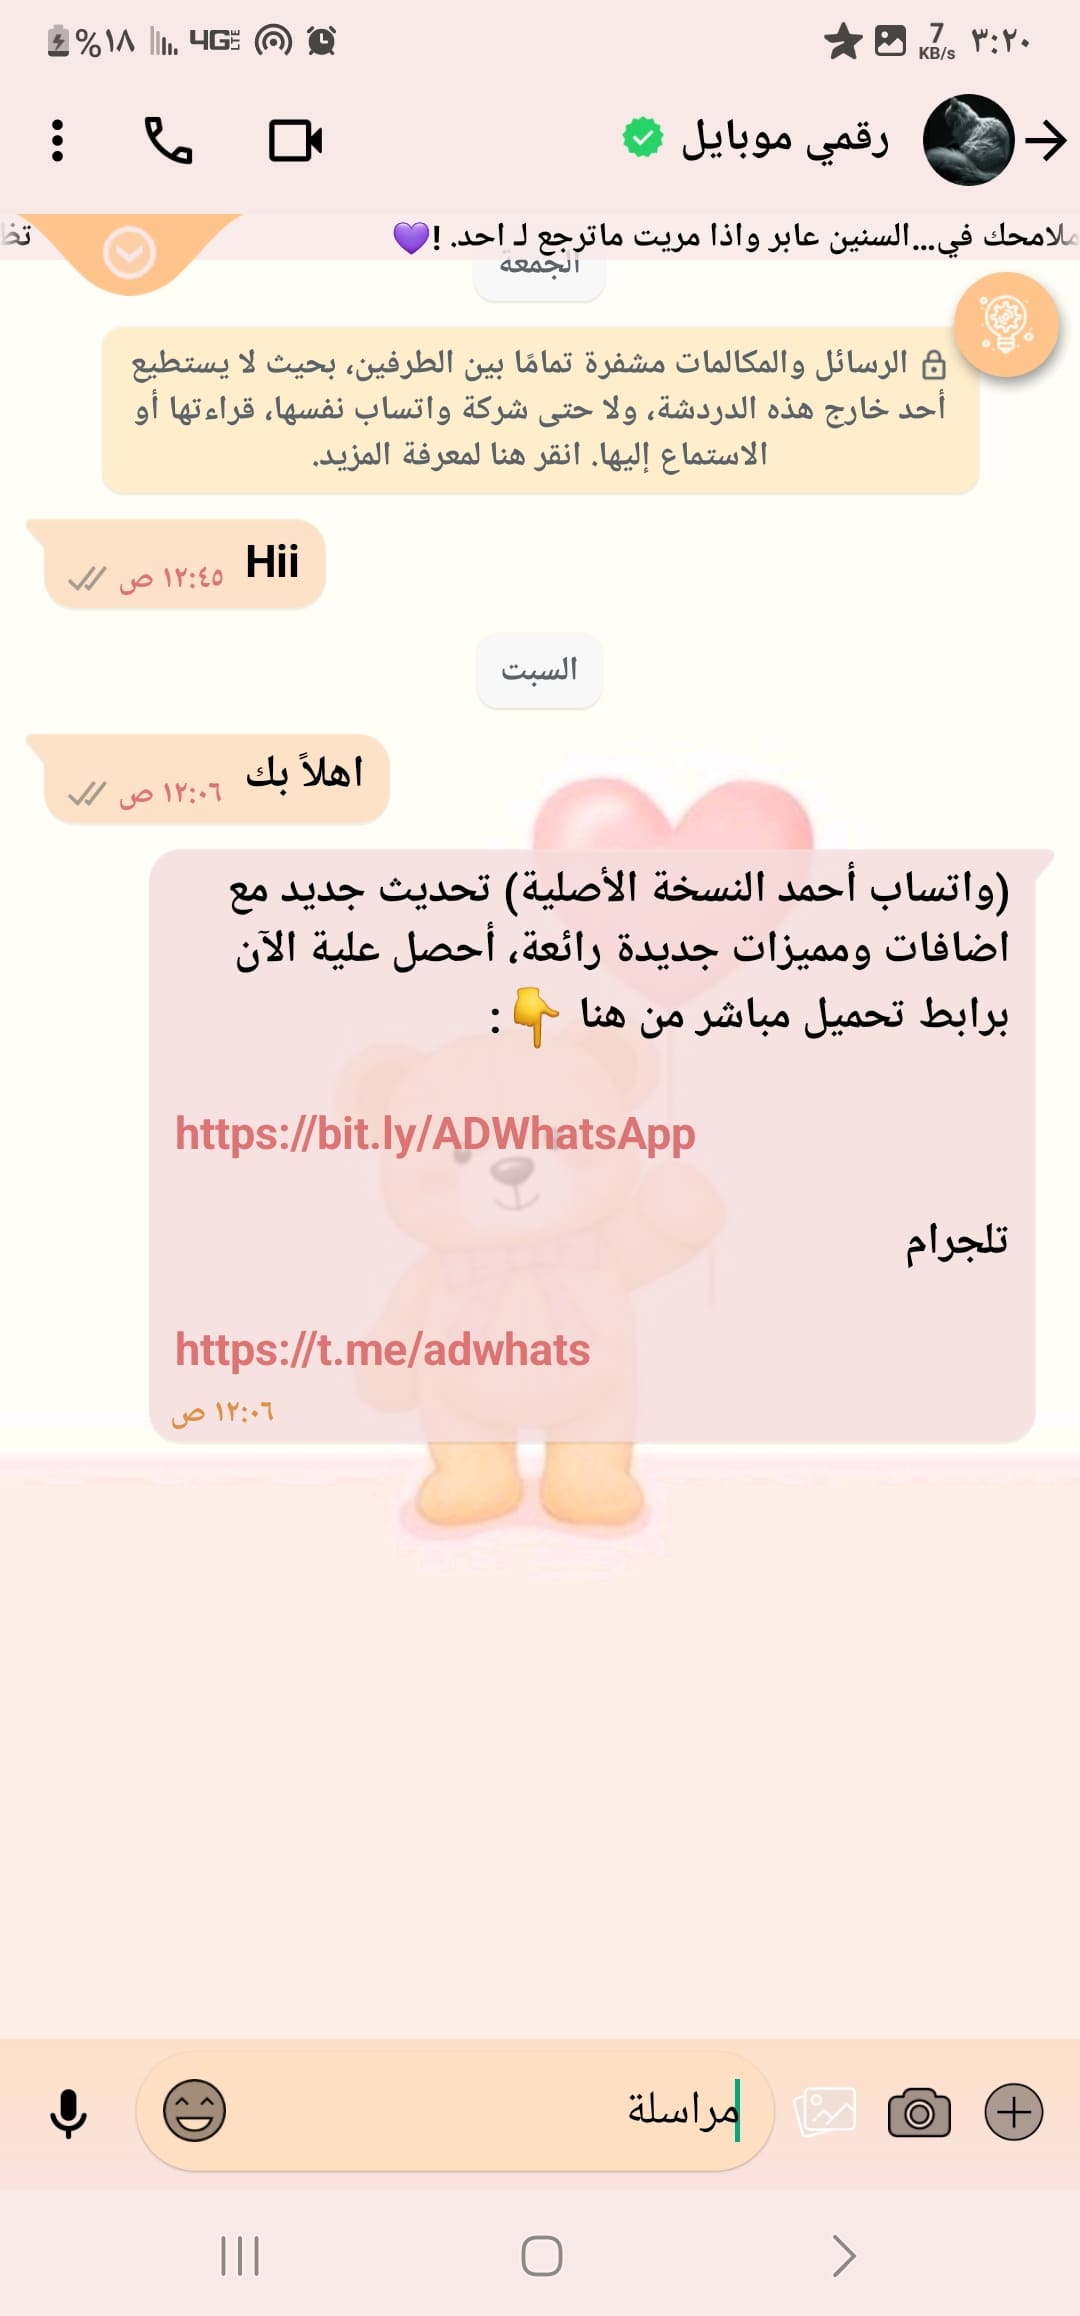 ٣:٢٠
7
KB/s
4G LTE
%١٨
رقمي موبايل
ملامحك في...السنين عابر واذا مريت ماترجع لـ احد. !💜
تظ
الجمعة
الرسائل والمكالمات مشفرة تمامًا بين الطرفين، بحيث لا يستطيع
أحد خارج هذه الدردشة، ولا حتى شركة واتساب نفسها، قراءتها أو
الاستماع إليها. انقر هنا لمعرفة المزيد.
Hii
١٢:٤٥ ص
السبت
اهلاً بك
١٢:٠٦ ص
(واتساب أحمد النسخة الأصلية) تحديث جديد مع
اضافات ومميزات جديدة رائعة، أحصل علية الآن
برابط تحميل مباشر من هنا 👇:
https://bit.ly/ADWhatsApp
تلجرام
https://t.me/adwhats
١٢:٠٦ ص
مراسلة